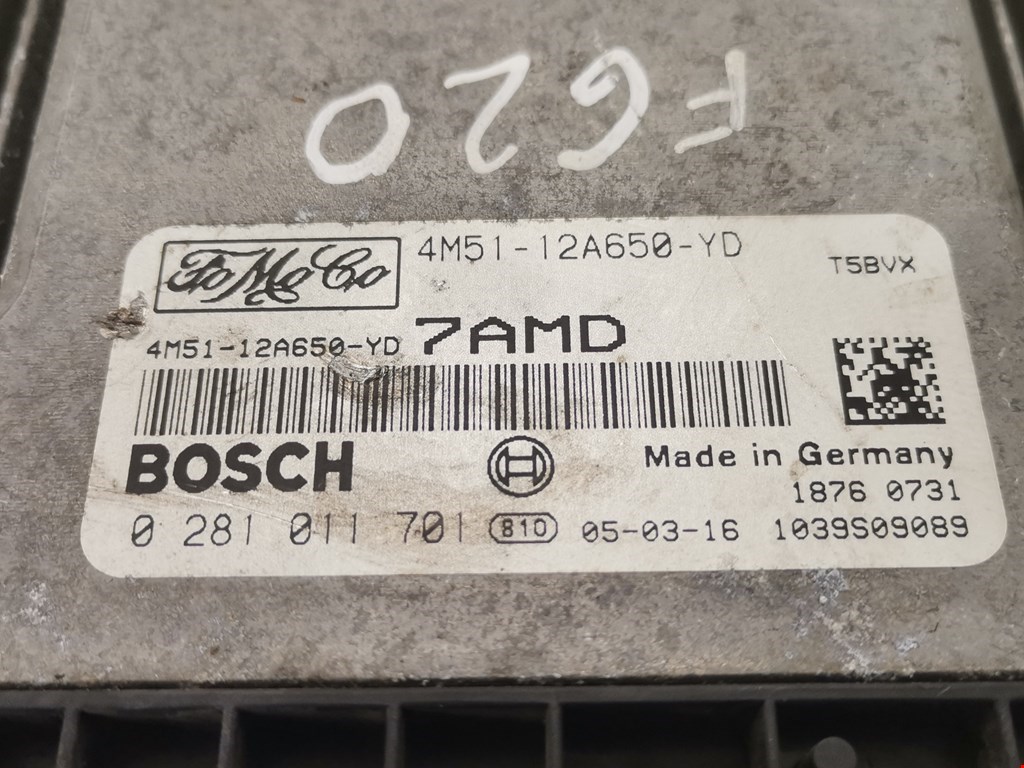 F620
FoMoCo
4M51-12A650-YD
T5BVX
4M51-12A650-YD 7AMD
BOSCH
Made in Germany
1876 0731
0 281 011 701 810 05-03-16 1039S09089